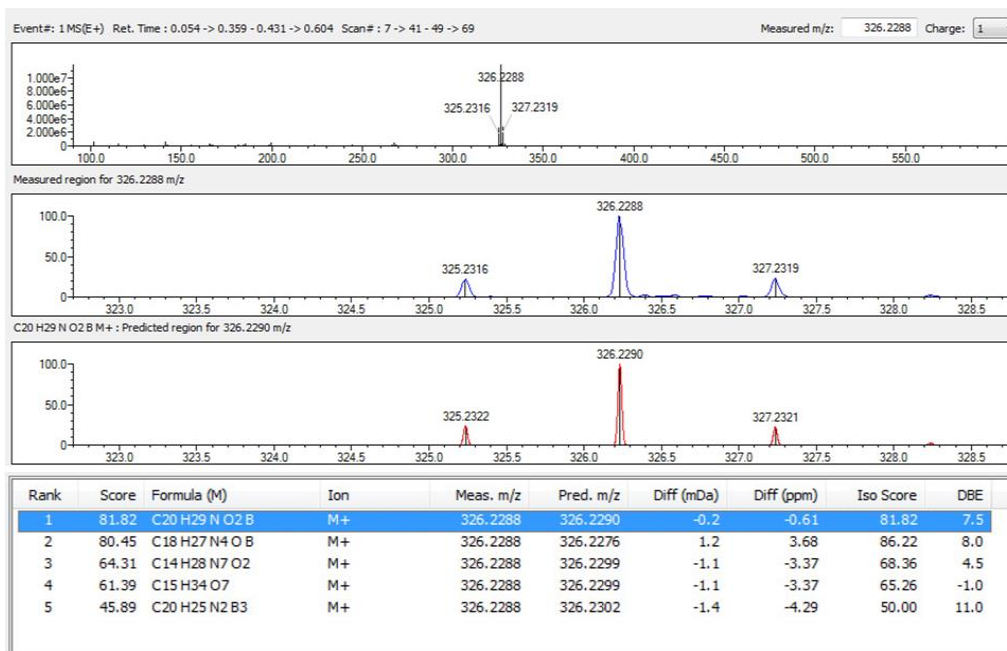 Event#: 1 MS(E+) Ret. Time : 0.054 -> 0.359 - 0.431 -> 0.604 Scan# : 7 -> 41 - 49 -> 69 Measured m/z: 326.2288 Charge: 1
1.000e7
8.000e6
6.000e6
4.000e6
2.000e6
0
326.2288
325.2316 327.2319
100.0 150.0 200.0 250.0 300.0 350.0 400.0 450.0 500.0 550.0
Measured region for 326.2288 m/z
100.0
50.0
0
326.2288
325.2316 327.2319
323.0 323.5 324.0 324.5 325.0 325.5 326.0 326.5 327.0 327.5 328.0 328.5
C20 H29 N O2 B M+ : Predicted region for 326.2290 m/z
100.0
50.0
0
326.2290
325.2322 327.2321
323.0 323.5 324.0 324.5 325.0 325.5 326.0 326.5 327.0 327.5 328.0 328.5
Rank Score Formula (M) Ion Meas. m/z Pred. m/z Diff (mDa) Diff (ppm) Iso Score DBE
1 81.82 C20 H29 N O2 B M+ 326.2288 326.2290 -0.2 -0.61 81.82 7.5
2 80.45 C18 H27 N4 O B M+ 326.2288 326.2276 1.2 3.68 86.22 8.0
3 64.31 C14 H28 N7 O2 M+ 326.2288 326.2299 -1.1 -3.37 68.36 4.5
4 61.39 C15 H34 O7 M+ 326.2288 326.2299 -1.1 -3.37 65.26 -1.0
5 45.89 C20 H25 N2 B3 M+ 326.2288 326.2302 -1.4 -4.29 50.00 11.0